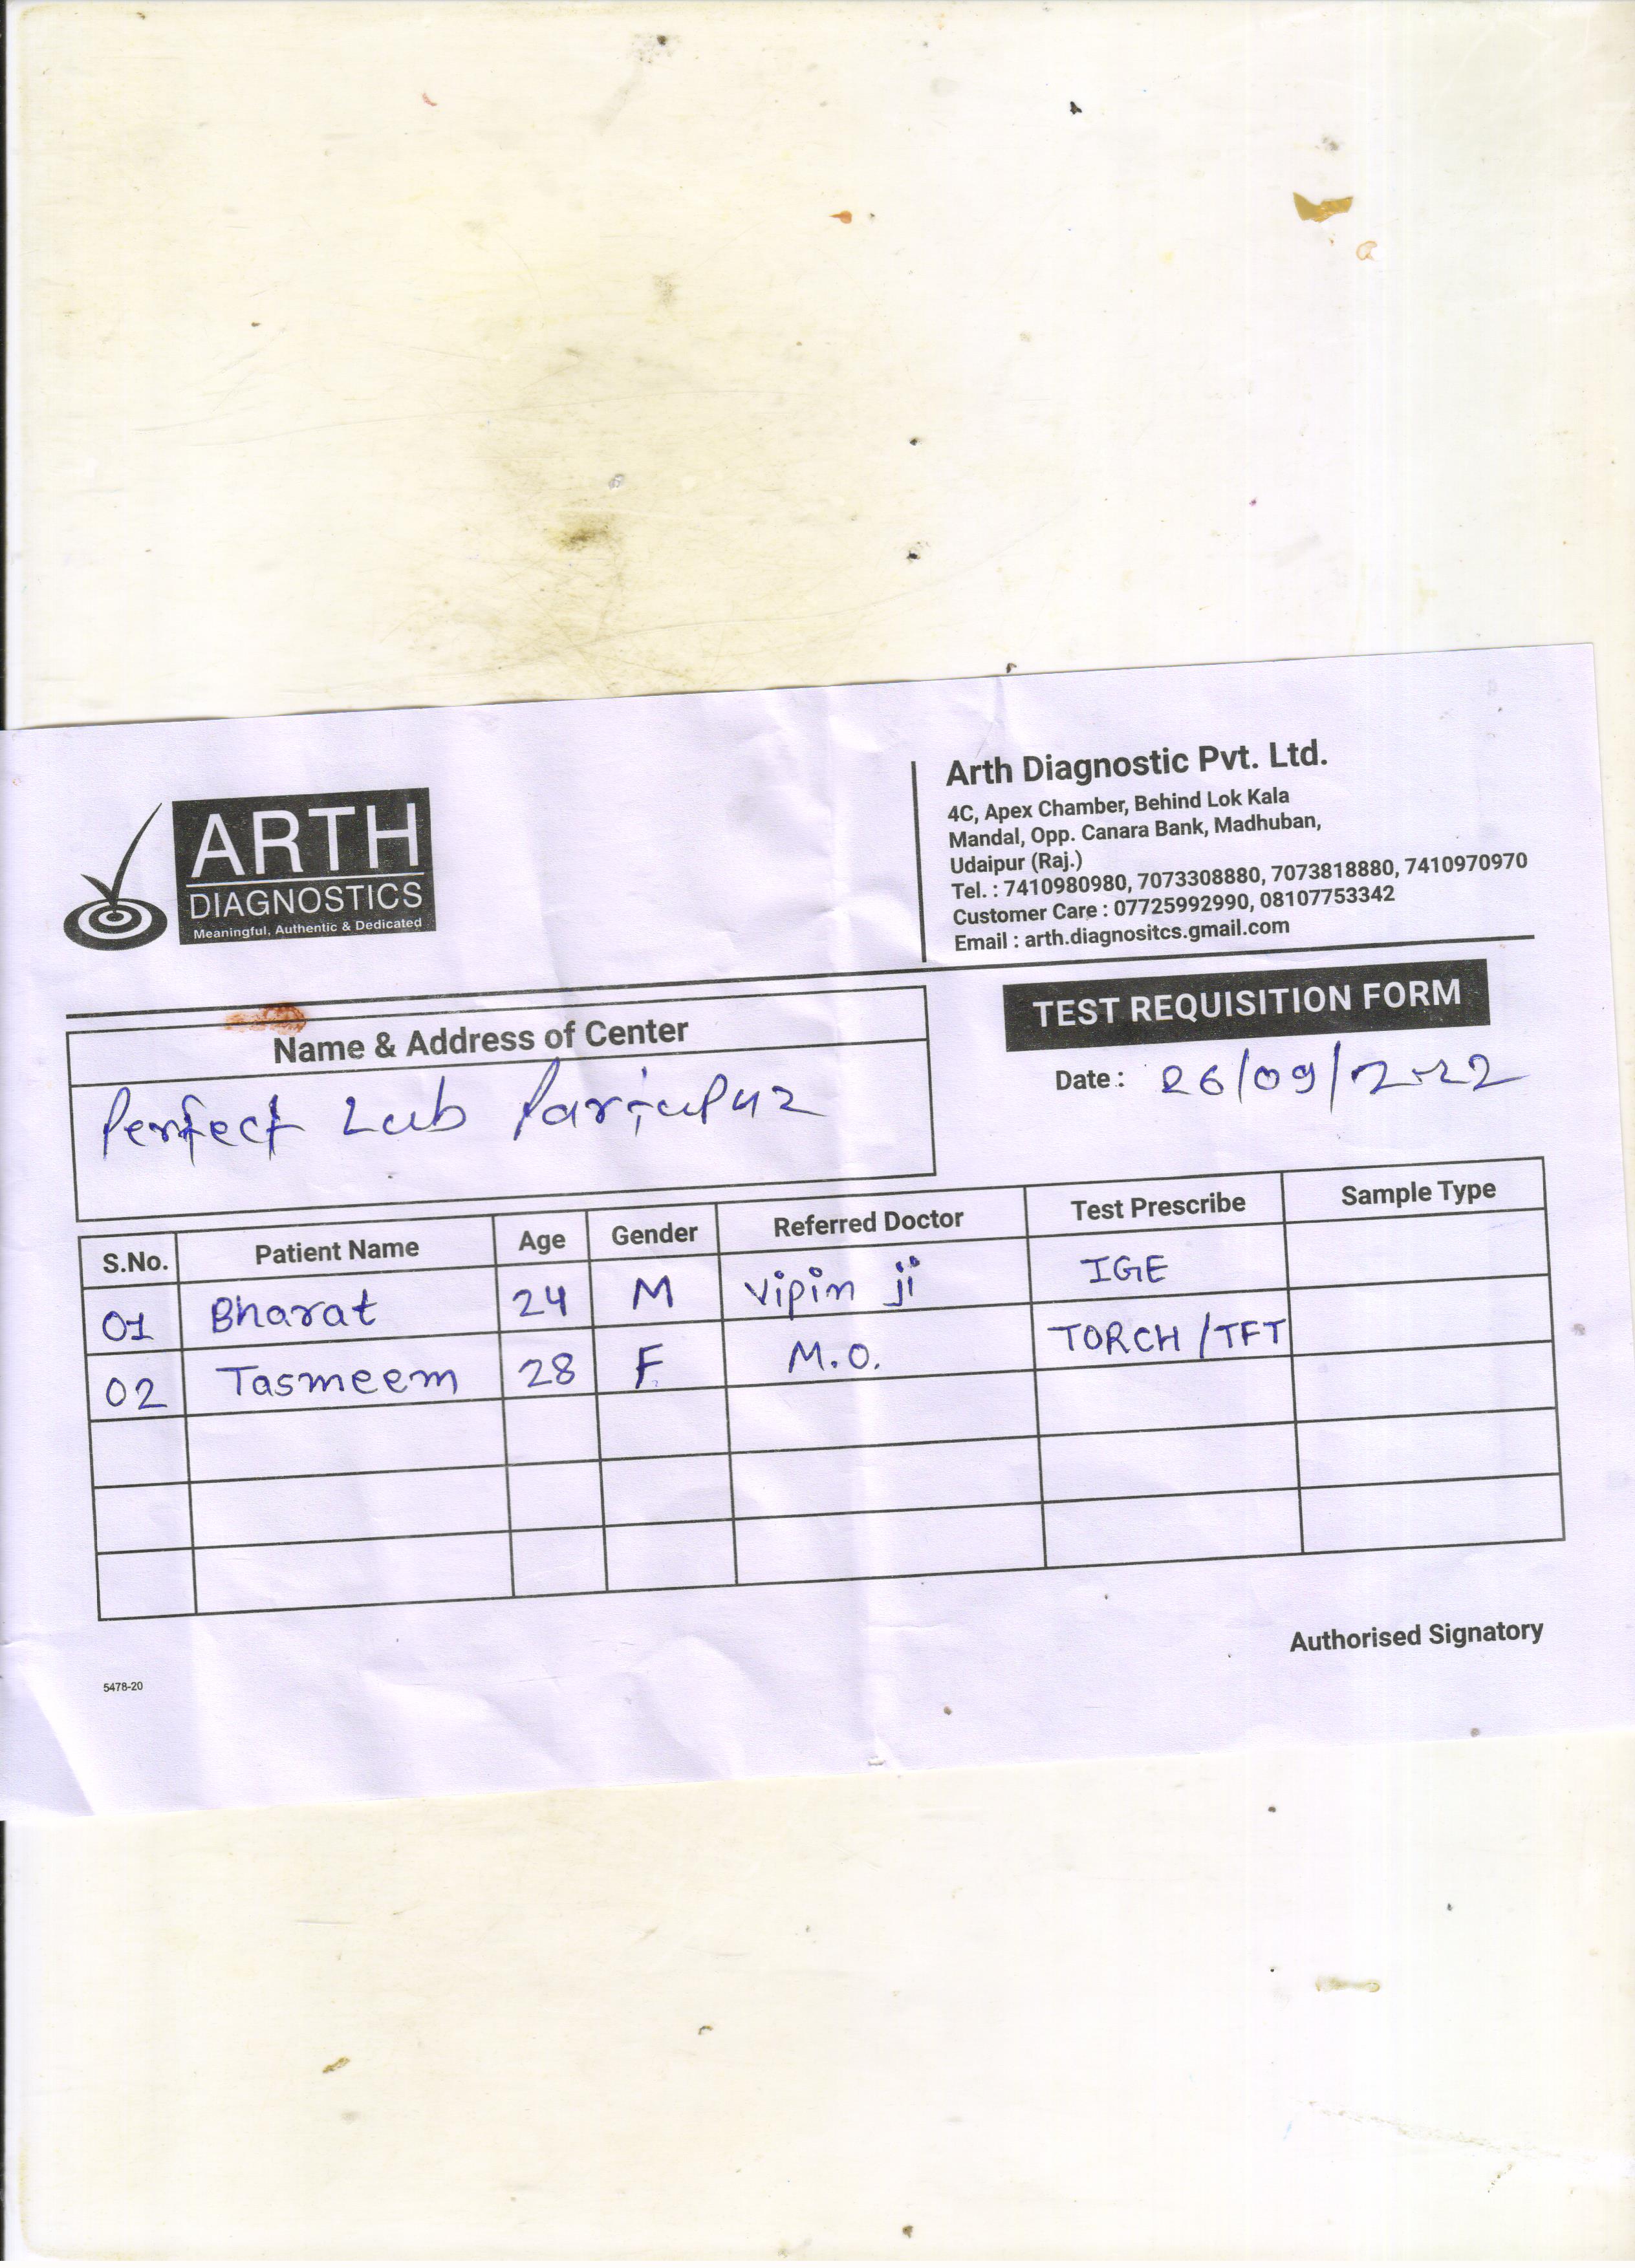 ARTH
DIAGNOSTICS
Meaningful, Authentic & Dedicated
Arth Diagnostic Pvt. Ltd.
4C, Apex Chamber, Behind Lok Kala
Mandal, Opp. Canara Bank, Madhuban,
Udaipur (Raj.)
Tel. : 7410980980, 7073308880, 7073818880, 7410970970
Customer Care : 07725992990, 08107753342
Email : arth.diagnositcs.gmail.com
TEST REQUISITION FORM
Name & Address of Center
Date : 26/09/2022
Perfect Lab
S.No. Patient Name Age Gender Referred Doctor Test Prescribe Sample Type
01 Bharat 24 M Vipin ji IGE
02 Tasmeem 28 F M.O. TORCH /TFT
Authorised Signatory
5478-20